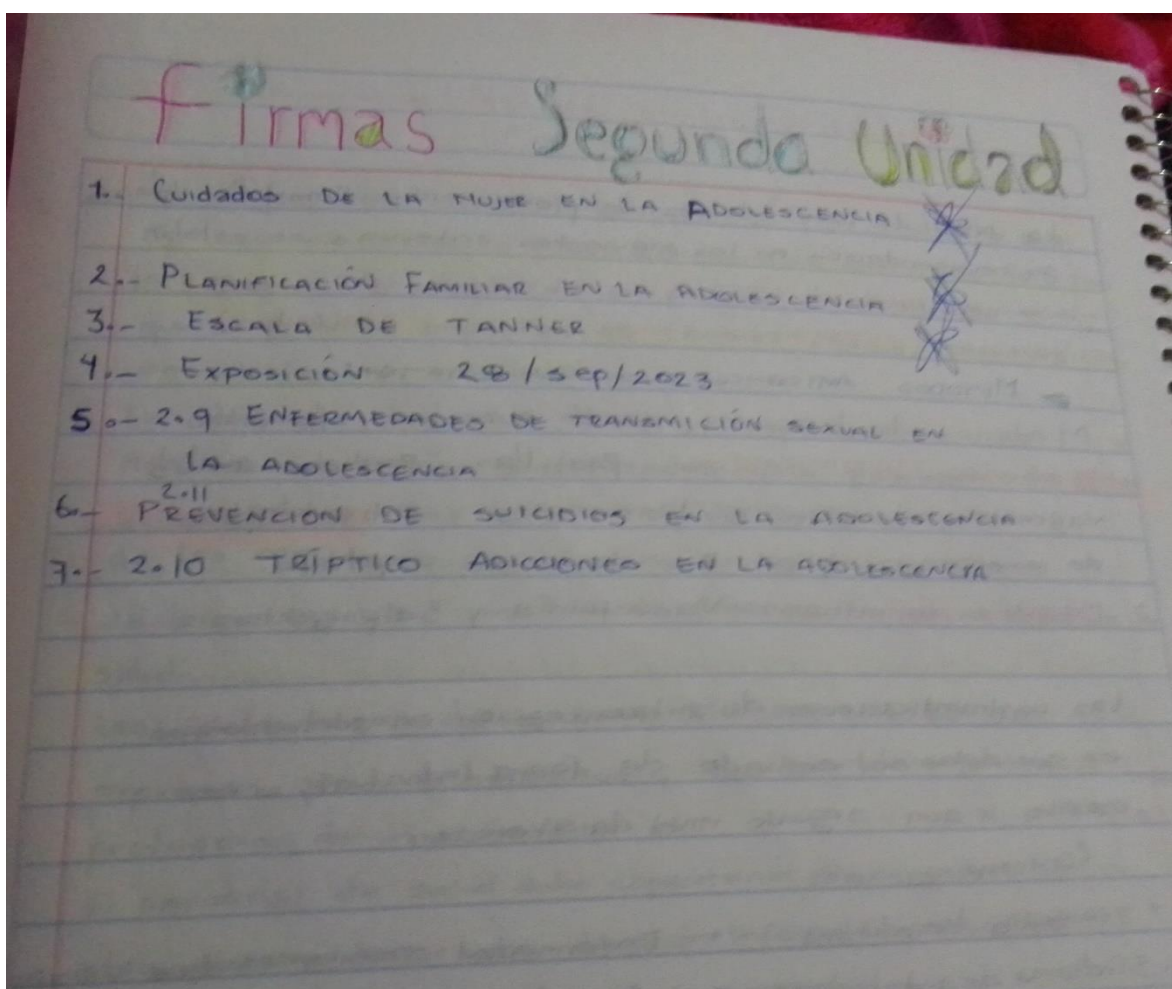 Firmas Segunda Unidad
1.- Cuidados DE LA MUJER EN LA ADOLESCENCIA
2.- PLANIFICACIÓN FAMILIAR EN LA ADOLESCENCIA
3.- ESCALA DE TANNER
4.- EXPOSICIÓN 28/sep/2023
5.- 2.9 ENFERMEDADES DE TRANSMICIÓN SEXUAL EN
LA ADOLESCENCIA
2.11
6.- PREVENCION DE SUICIDIOS EN LA ADOLESCENCIA
7.- 2.10 TRÍPTICO ADICCIONES EN LA ADOLESCENCIA